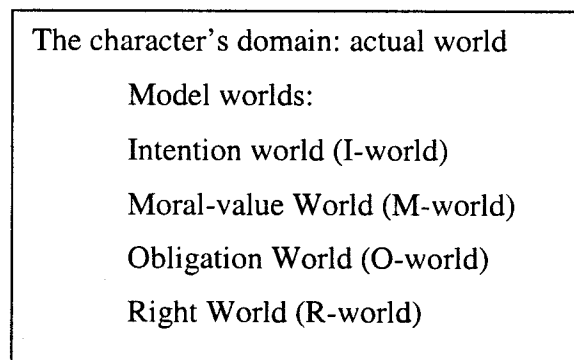 The character's domain: actual world
Model worlds:
Intention world (I-world)
Moral-value World (M-world)
Obligation World (O-world)
Right World (R-world)